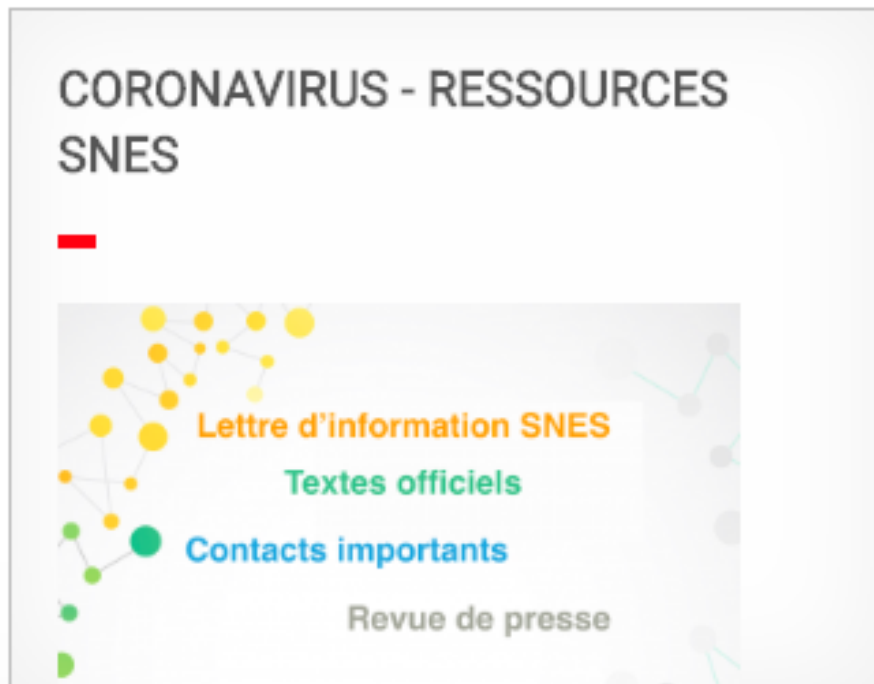 CORONAVIRUS - RESSOURCES
SNES
Lettre d’information SNES
Textes officiels
Contacts importants
Revue de presse